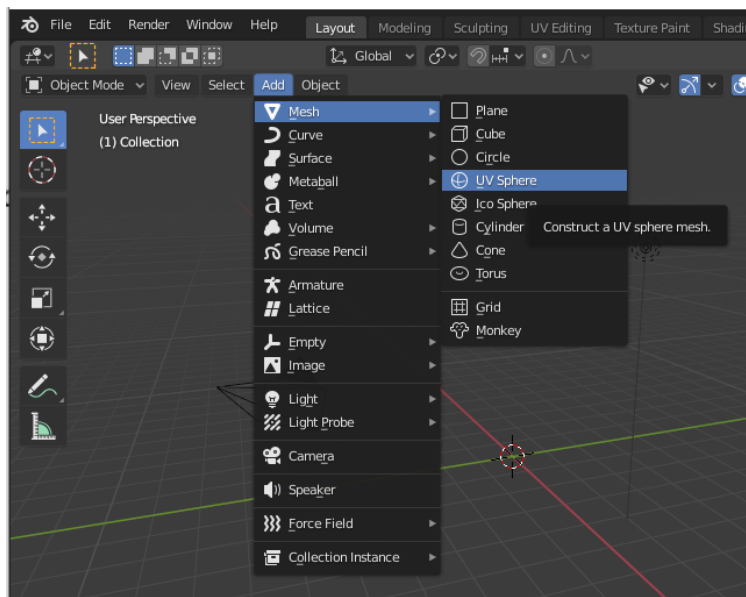 File Edit Render Window Help Layout Modeling Sculpting UV Editing Texture Paint Shadi
Global
Object Mode View Select Add Object
User Perspective
(1) Collection
Mesh
Curve
Surface
Metaball
Text
Volume
Grease Pencil
Armature
Lattice
Empty
Image
Light
Light Probe
Camera
Speaker
Force Field
Collection Instance
Plane
Cube
Circle
UV Sphere
Ico Sphere
Cylinder
Cone
Torus
Grid
Monkey
Construct a UV sphere mesh.